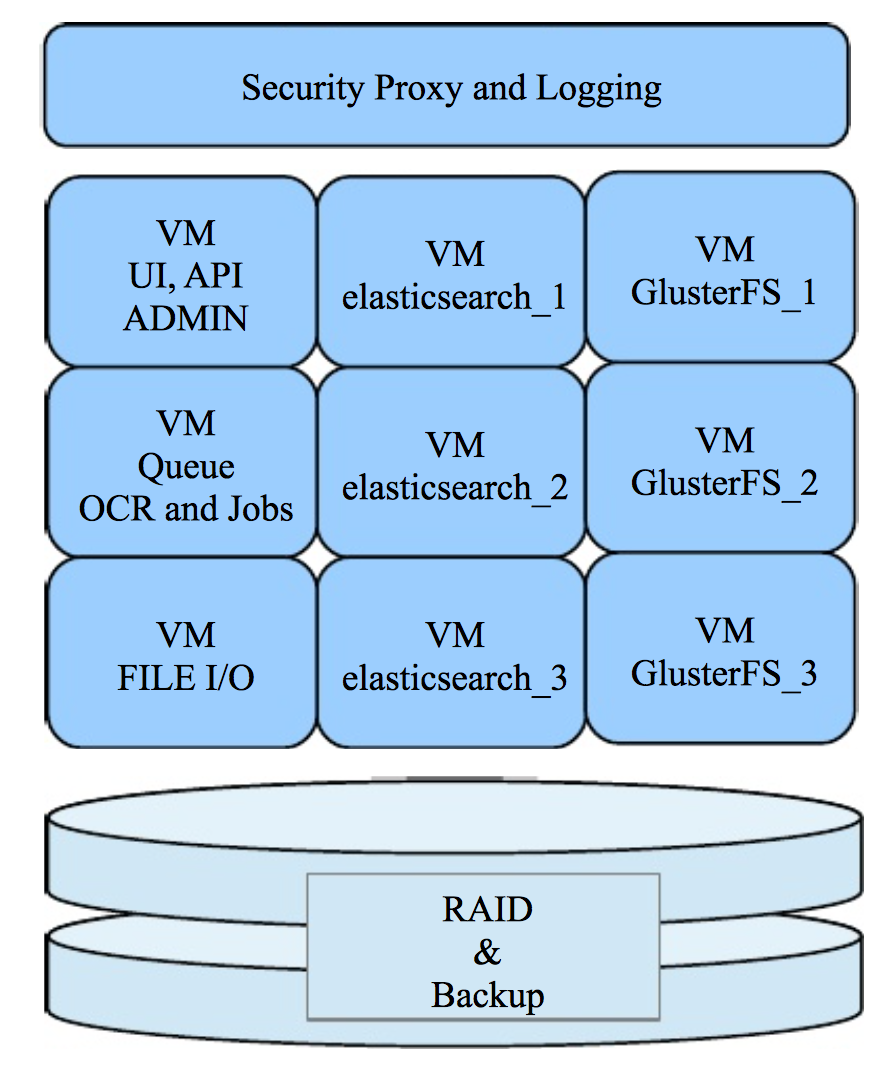 Security Proxy and Logging
VM
UI, API
ADMIN
VM
elasticsearch_1
VM
GlusterFS_1
VM
Queue
OCR and Jobs
VM
elasticsearch_2
VM
GlusterFS_2
VM
FILE I/O
VM
elasticsearch_3
VM
GlusterFS_3
RAID
&
Backup